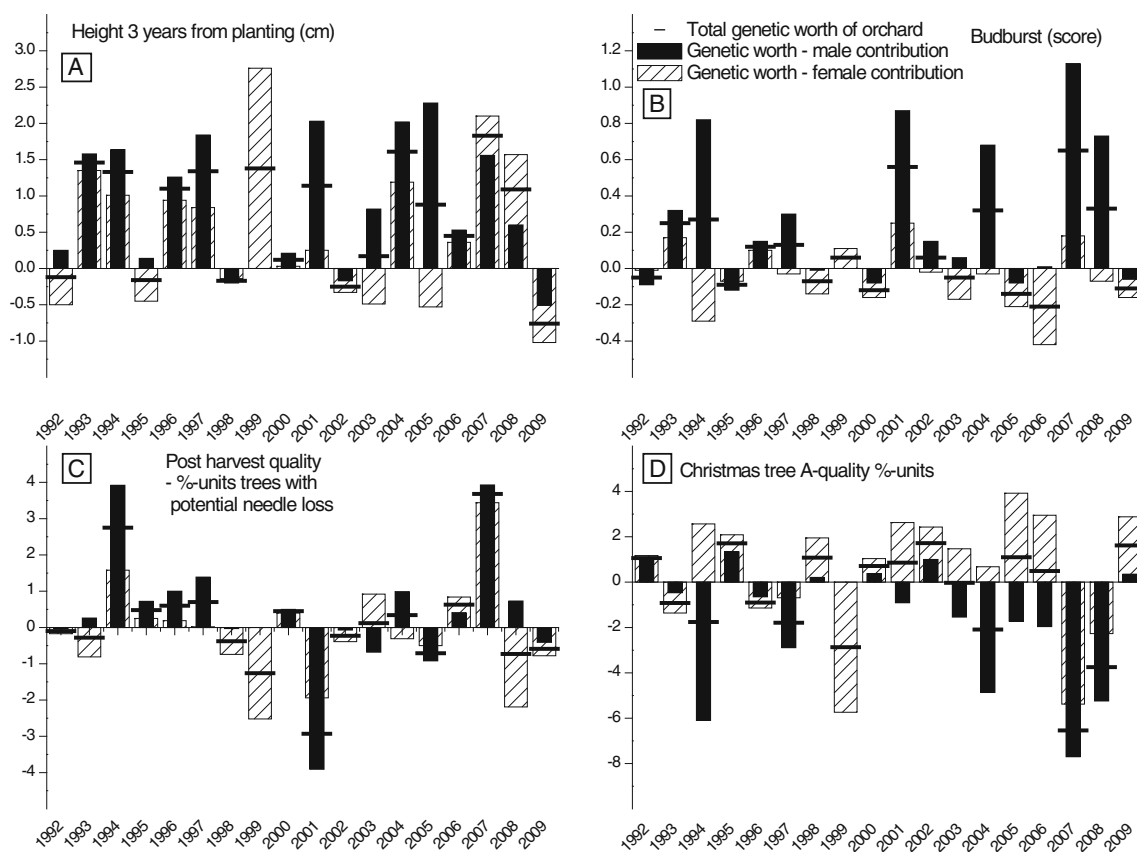 Height 3 years from planting (cm)
A
3.0
2.5
2.0
1.5
1.0
0.5
0.0
-0.5
-1.0
1992 1993 1994 1995 1996 1997 1998 1999 2000 2001 2002 2003 2004 2005 2006 2007 2008 2009
– Total genetic worth of orchard
Genetic worth - male contribution
Genetic worth - female contribution
Budburst (score)
B
1.2
0.8
0.6
0.4
0.2
0.0
-0.2
-0.4
1992 1993 1994 1995 1996 1997 1998 1999 2000 2001 2002 2003 2004 2005 2006 2007 2008 2009
C
Post harvest quality
- %-units trees with
potential needle loss
4
3
2
1
0
-1
-2
-3
-4
1992 1993 1994 1995 1996 1997 1998 1999 2000 2001 2002 2003 2004 2005 2006 2007 2008 2009
D
Christmas tree A-quality %-units
4
2
0
-2
-4
-6
-8
1992 1993 1994 1995 1996 1997 1998 1999 2000 2001 2002 2003 2004 2005 2006 2007 2008 2009